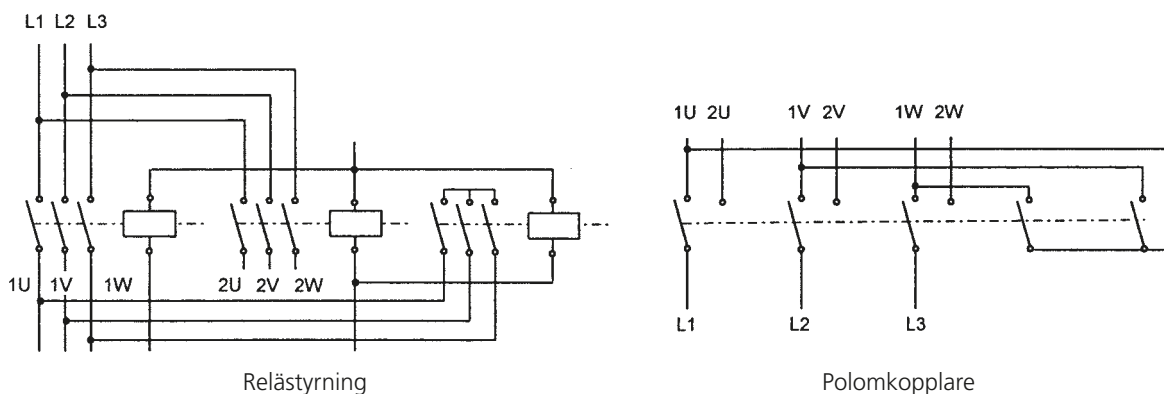 L1 L2 L3
1U 2U 1V 2V 1W 2W
1U 1V 1W 2U 2V 2W
L1 L2 L3
Relästyrning
Polomkopplare